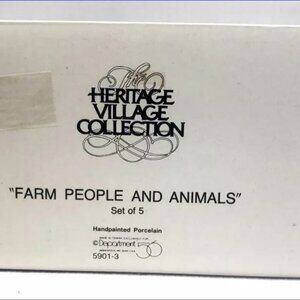 The
HERITAGE
VILLAGE
COLLECTION
"FARM PEOPLE AND ANIMALS"
Set of 5
Handpainted Porcelain
© Department 56
5901-3